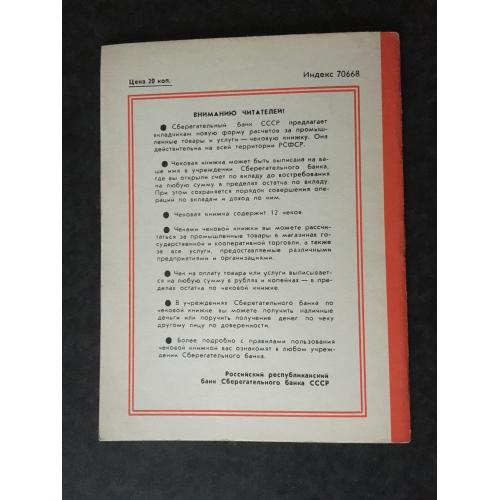 Цена 20 коп.
Индекс 70668
ВНИМАНИЮ ЧИТАТЕЛЕЙ!
● Сберегательный банк СССР предлагает
вкладчикам новую форму расчетов за промыш-
ленные товары и услуги — чековую книжку. Она
действительна на всей территории РСФСР.
● Чековая книжка может быть выписана на ва-
ше имя в учреждении Сберегательного банка,
где вы открыли счет по вкладу до востребования
на любую сумму в пределах остатка по вкладу.
При этом сохраняется порядок совершения опе-
раций по вкладам и доход по ним.
● Чековая книжка содержит 12 чеков.
● Чеками чековой книжки вы можете рассчи-
таться за промышленные товары в магазинах го-
сударственной и кооперативной торговли, а также
за все услуги, предоставляемые различными
предприятиями и организациями.
● Чек на оплату товара или услуги выписывает-
ся на любую сумму в рублях и копейках — в пре-
делах остатка по чековой книжке.
● В учреждениях Сберегательного банка по
чековой книжке вы можете получить наличные
деньги или поручить получение денег по чеку
другому лицу по доверенности.
● Более подробно с правилами пользования
чековой книжкой вас ознакомят в любом учреж-
дении Сберегательного банка.
Российский республиканский
банк Сберегательного банка СССР